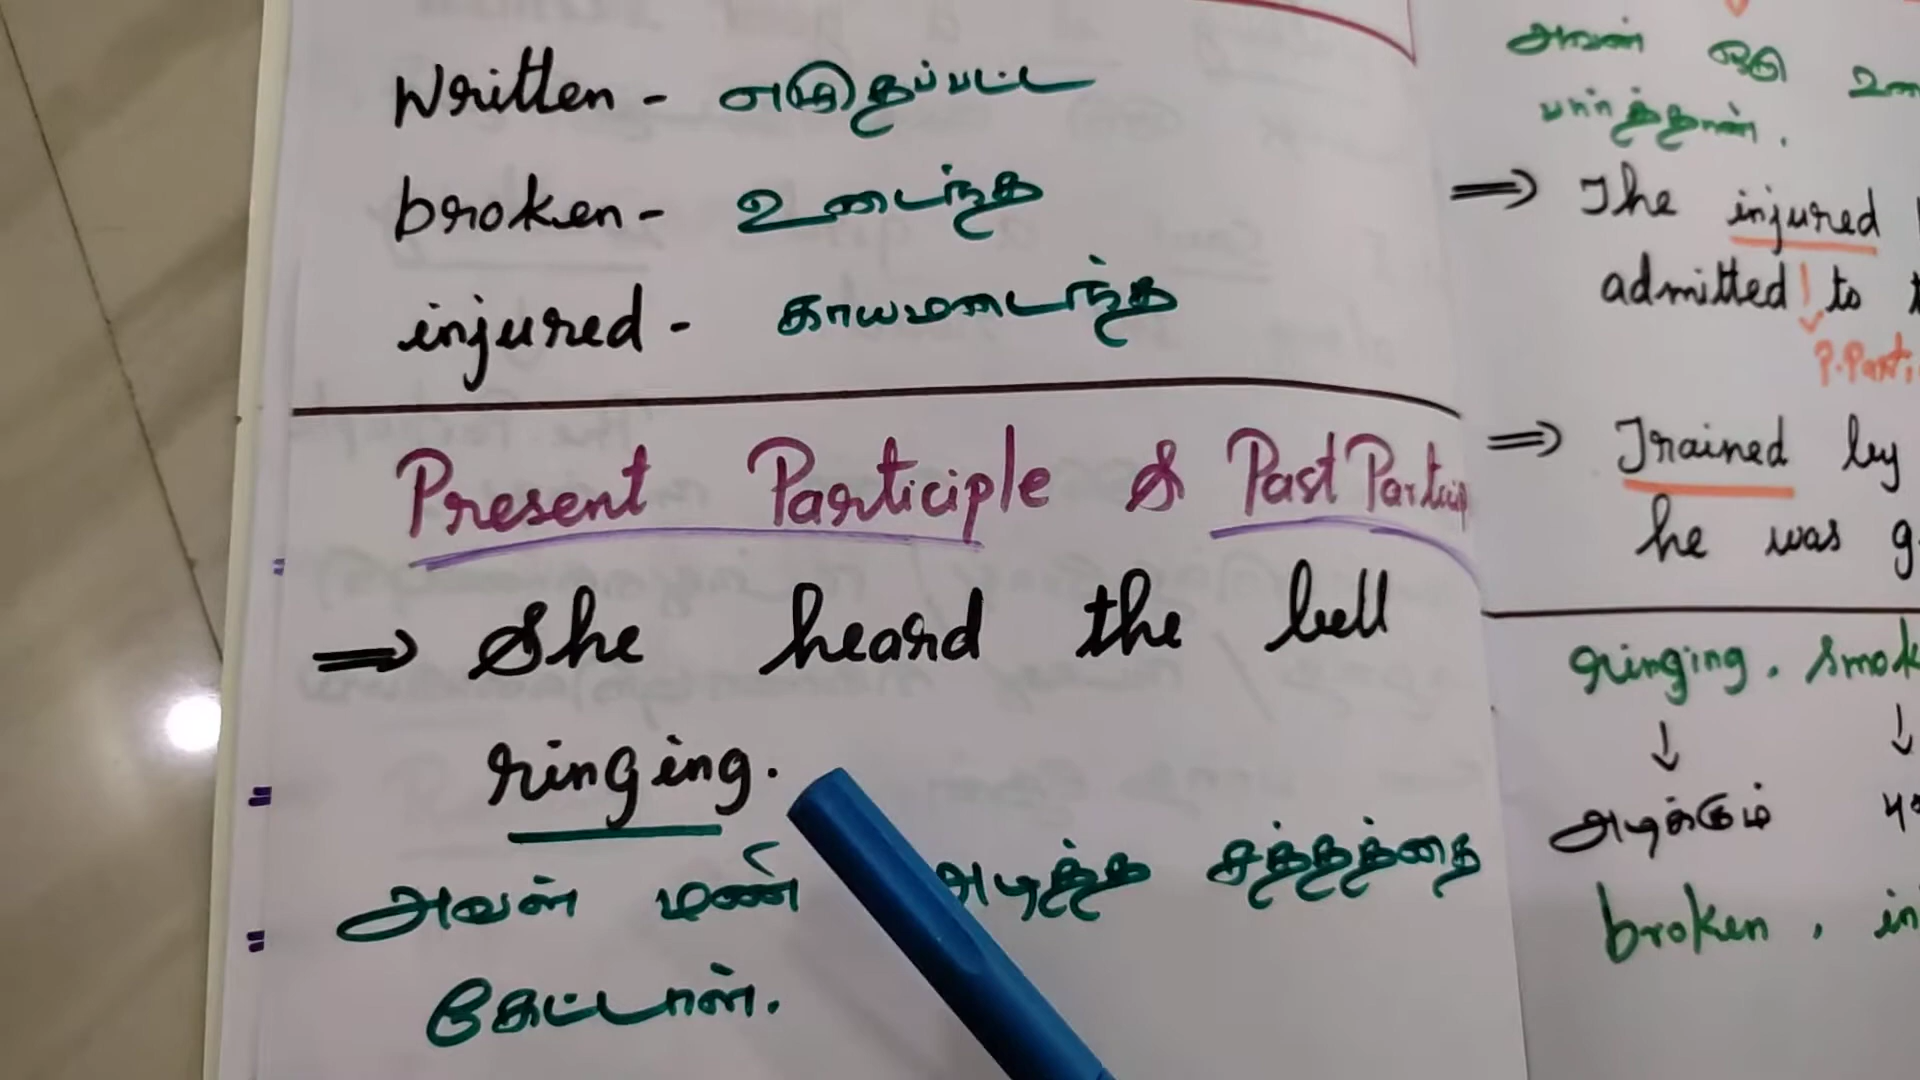 written - எழுதப்பட்ட
broken - உடைந்த
injured - காயமடைந்த
Present Participle & Past Particip
⇒ She heard the bell
ringing.
அவள் மணி அடித்த சத்தத்தை
கேட்டாள்.
அவன் ஒரு
பார்த்தான்.
⇒ The injured
admitted to
P.Part.
⇒ Trained by
he was
ringing, smok
↓ ↓
அடிக்கும்
broken, in